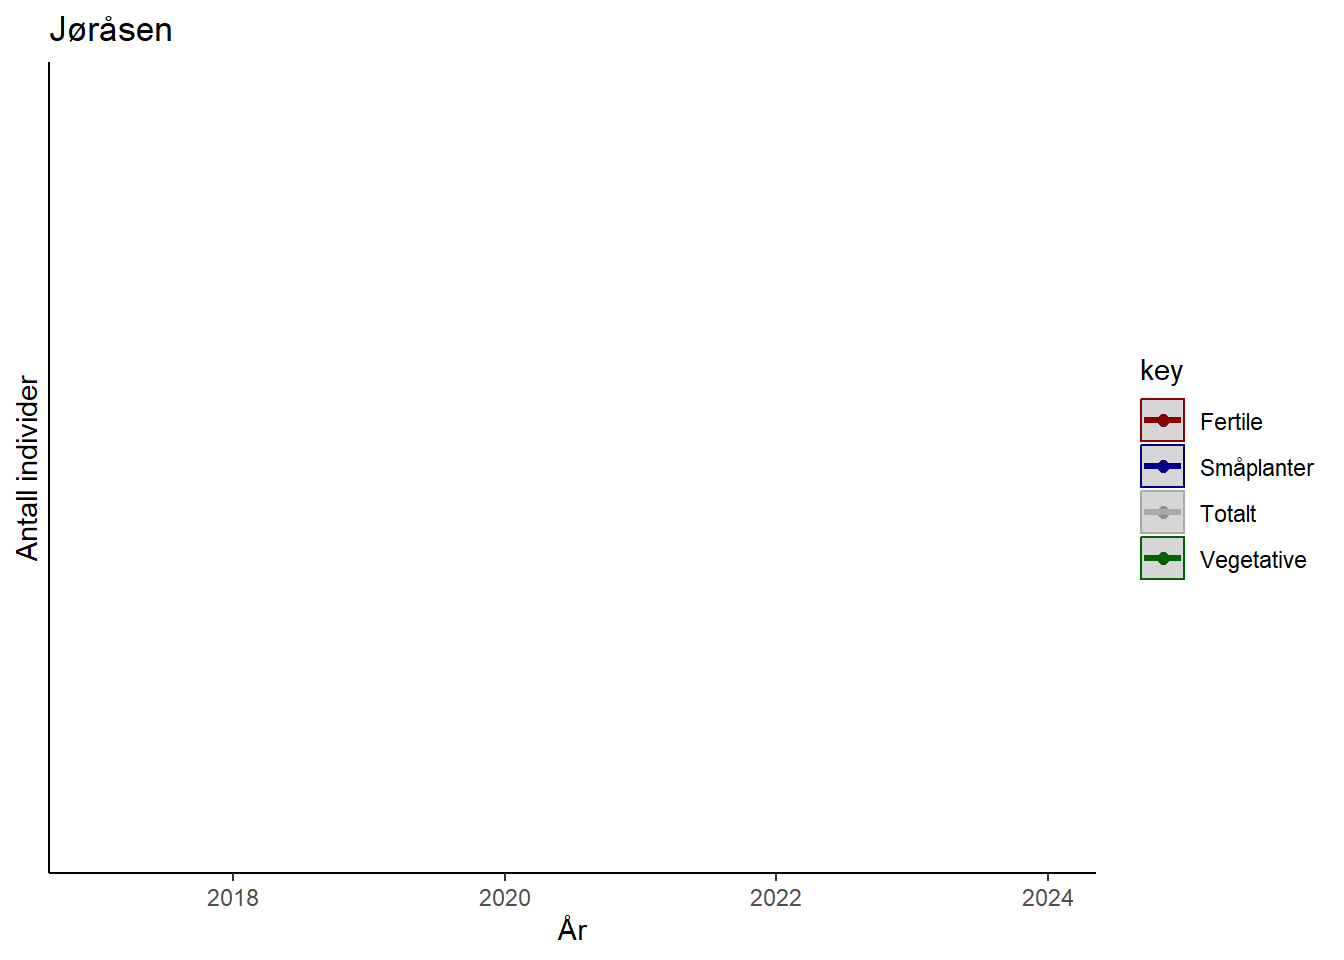 Jøråsen
Antall individer
2018 2020 2022 2024
År
key
Fertile
Småplanter
Totalt
Vegetative